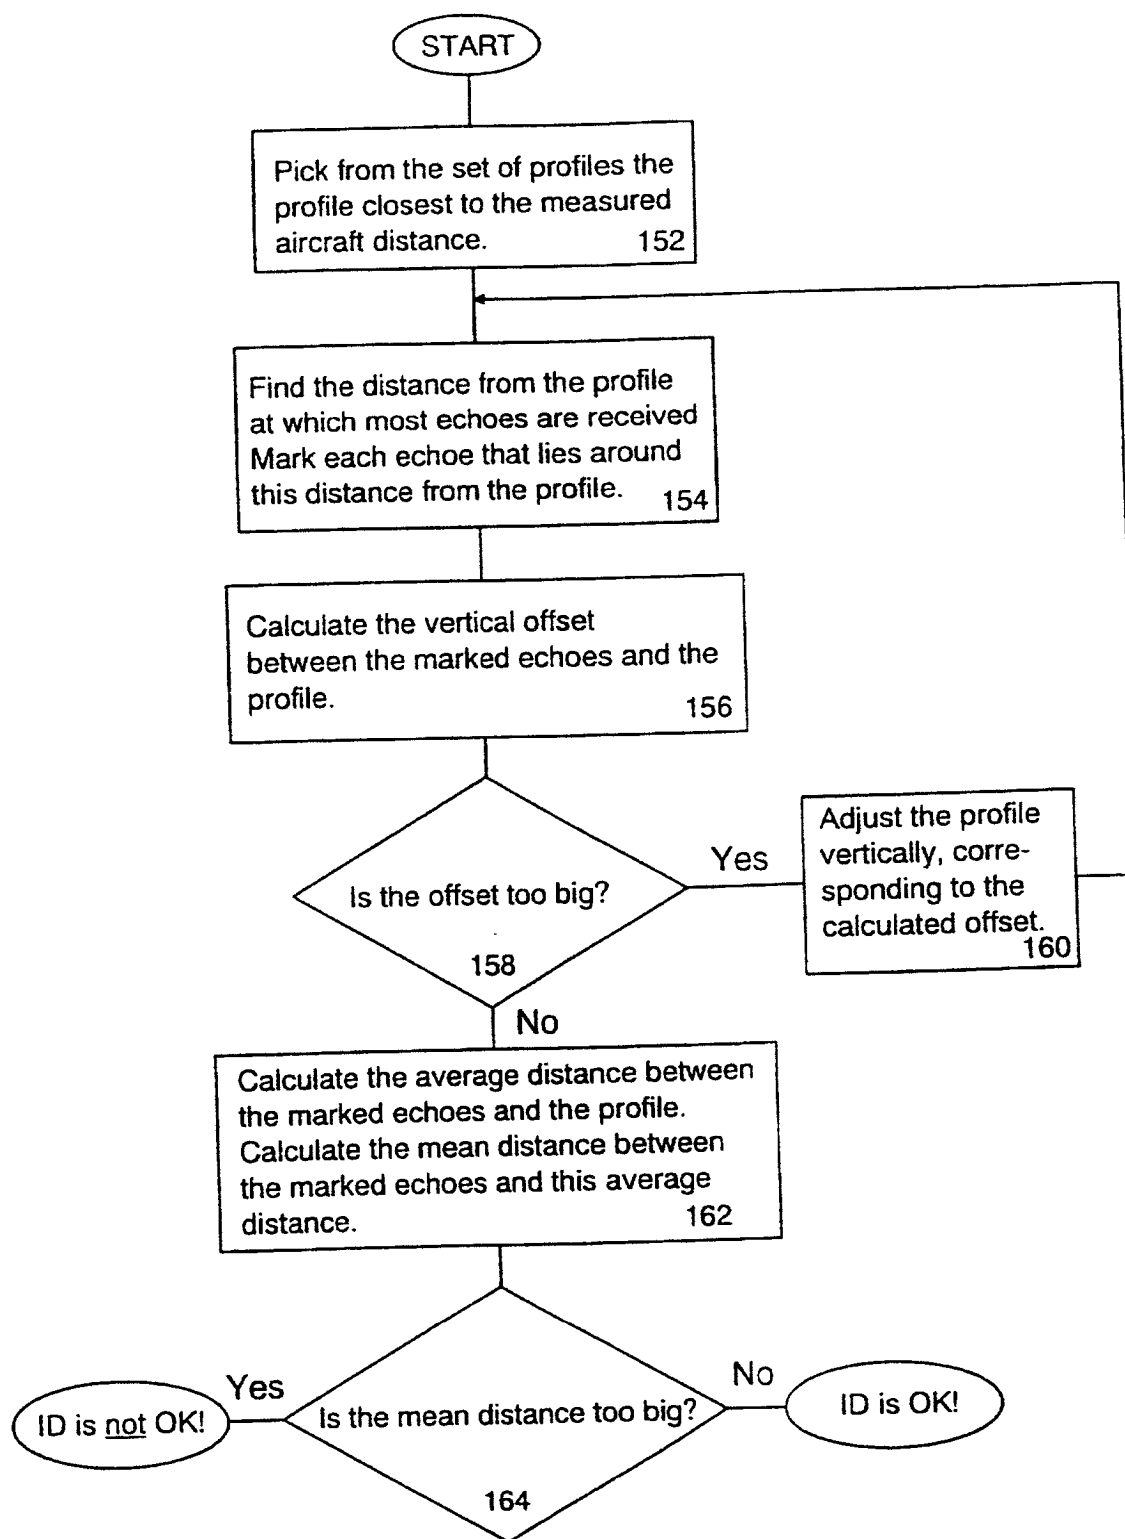 START
Pick from the set of profiles the
profile closest to the measured
aircraft distance.
152
Find the distance from the profile
at which most echoes are received
Mark each echoe that lies around
this distance from the profile.
154
Calculate the vertical offset
between the marked echoes and the
profile.
156
Is the offset too big?
158
Yes
Adjust the profile
vertically, corre-
sponding to the
calculated offset.
160
No
Calculate the average distance between
the marked echoes and the profile.
Calculate the mean distance between
the marked echoes and this average
distance.
162
Is the mean distance too big?
164
Yes
ID is not OK!
No
ID is OK!